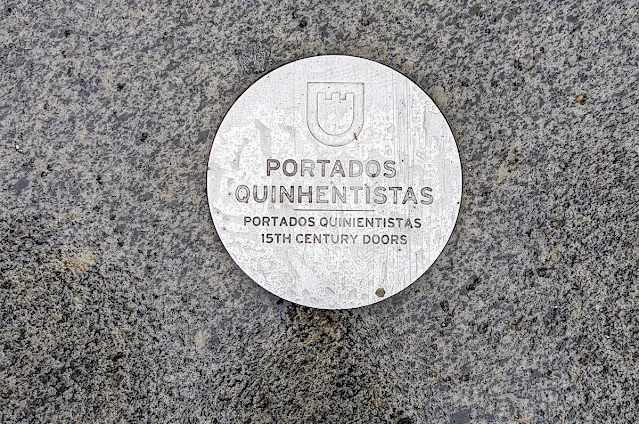 PORTADOS
QUINHENTISTAS
PORTADOS QUINIENTISTAS
15TH CENTURY DOORS